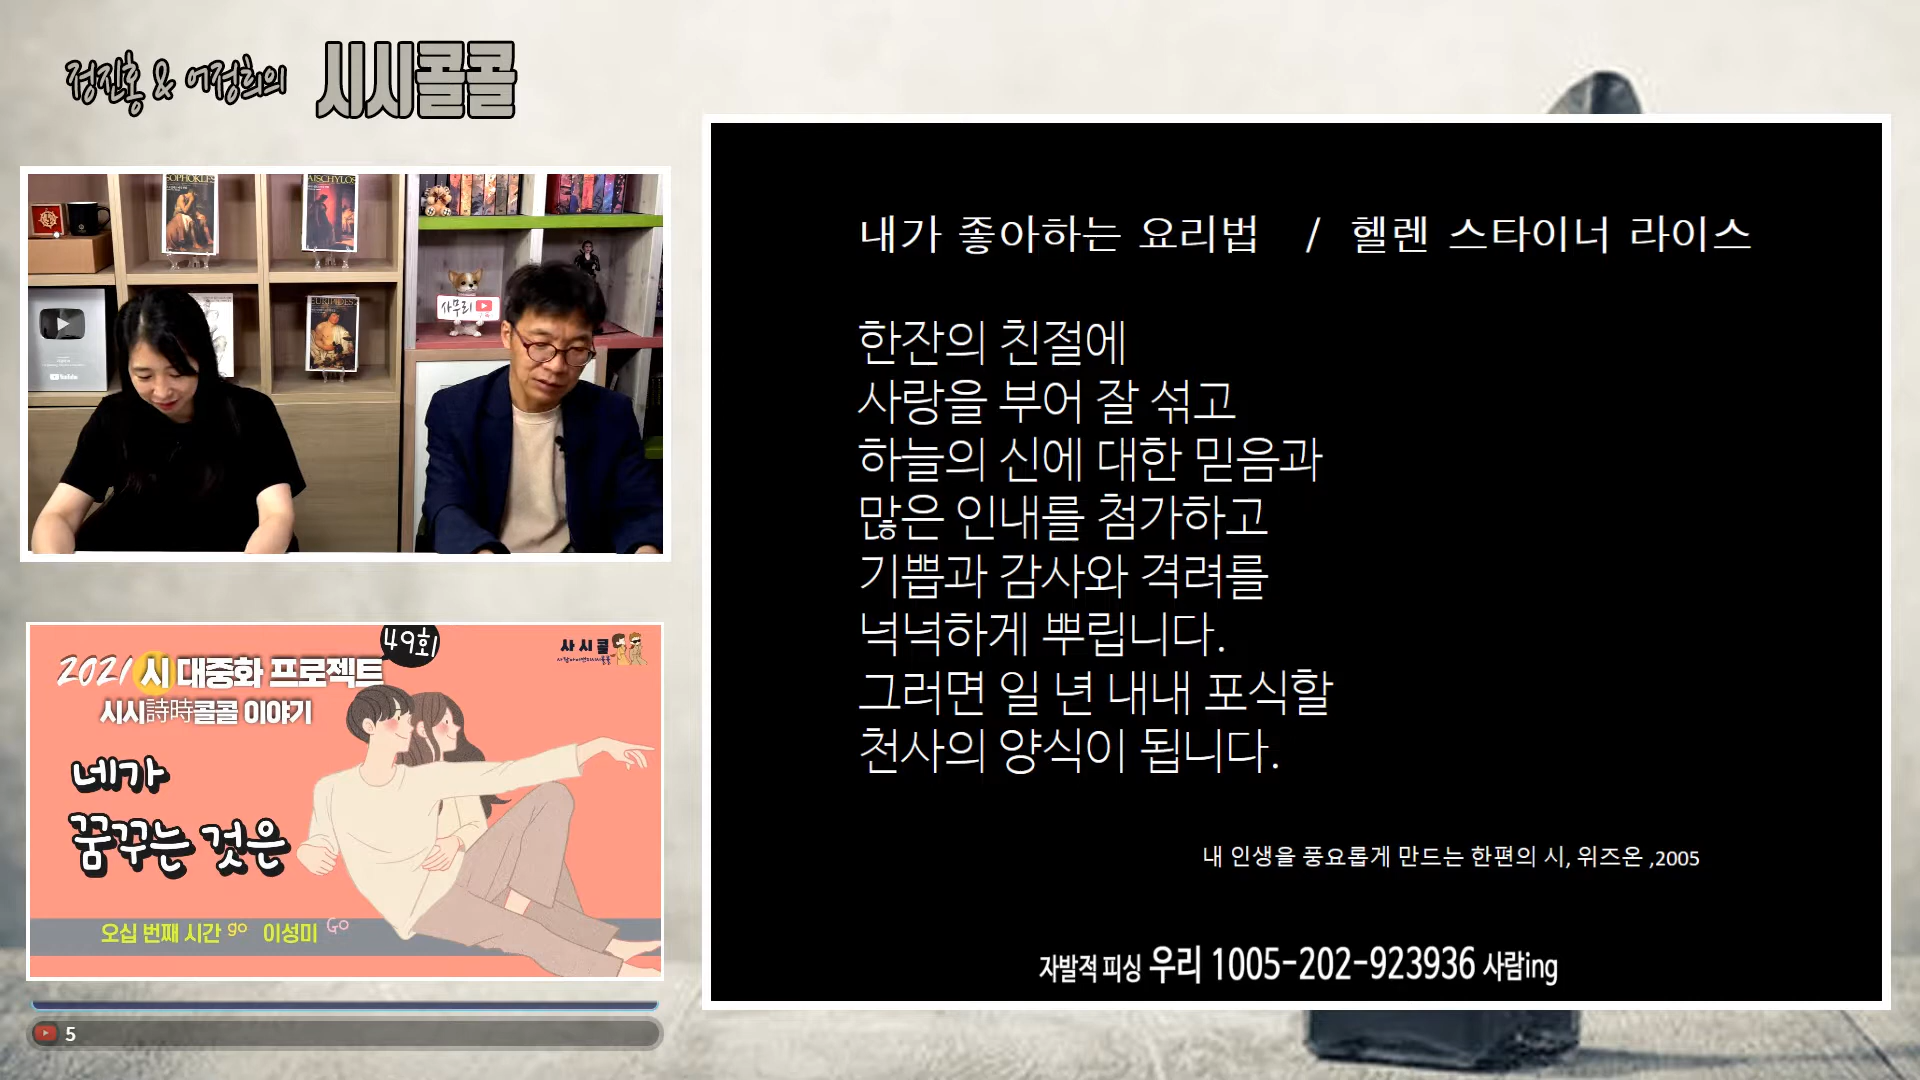 정진홍 & 어정희의 시시콜콜
SOPHOKLES
AISCHYLOS
EURIPIDES
사무리
YouTube
내가 좋아하는 요리법 / 헬렌 스타이너 라이스
한잔의 친절에
사랑을 부어 잘 섞고
하늘의 신에 대한 믿음과
많은 인내를 첨가하고
기쁩과 감사와 격려를
넉넉하게 뿌립니다.
그러면 일 년 내내 포식할
천사의 양식이 됩니다.
내 인생을 풍요롭게 만드는 한편의 시, 위즈온 ,2005
자발적 피싱 우리 1005-202-923936 사람ing
49회
사시콜
2021 시 대중화 프로젝트
시시詩時콜콜 이야기
네가
꿈꾸는 것은
오십 번째 시간 go 이성미 Go
5